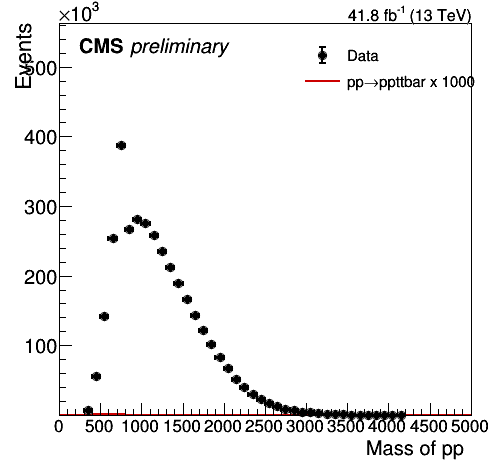 ×10³
41.8 fb⁻¹ (13 TeV)
CMS preliminary
Events
Data
pp→ppttbar x 1000
500
400
300
200
100
0 500 1000 1500 2000 2500 3000 3500 4000 4500 5000
Mass of pp